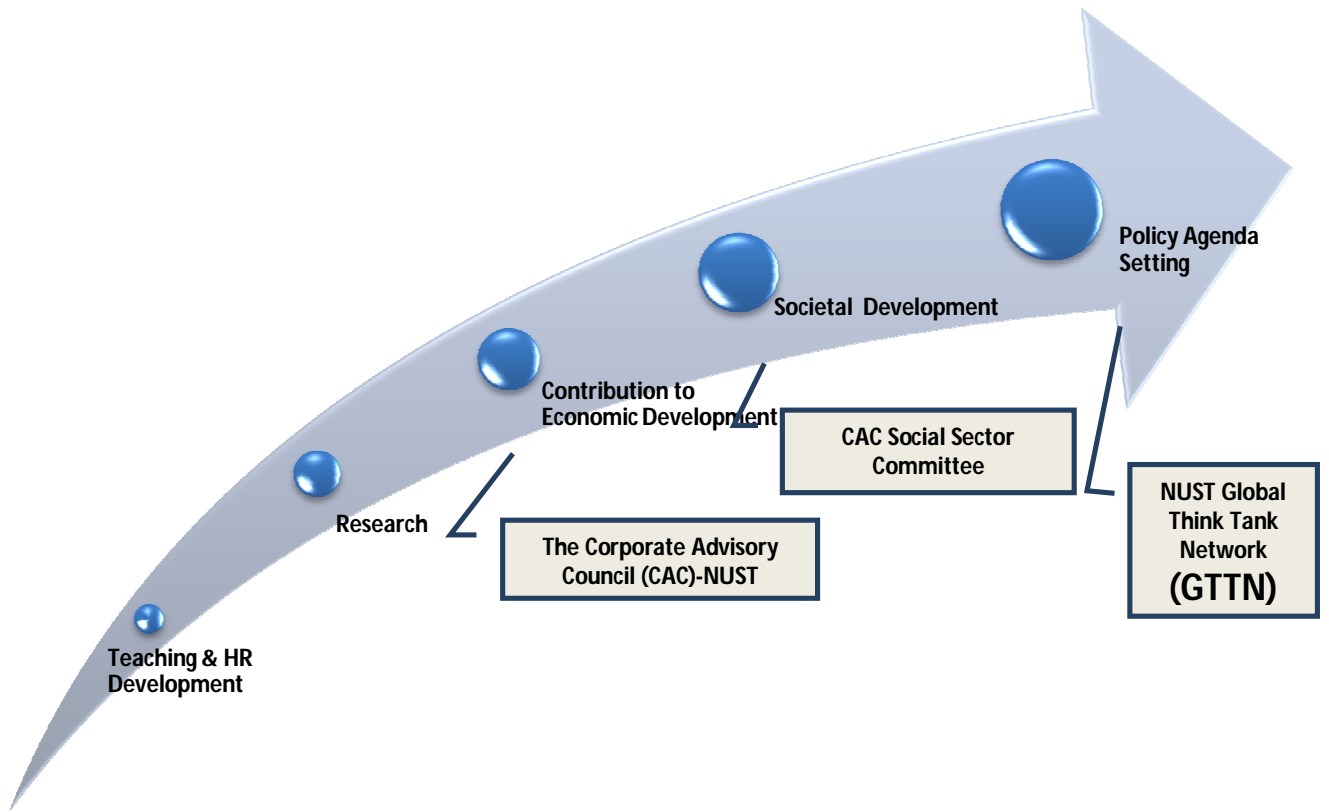 Policy Agenda
Setting
Societal Development
Contribution to
Economic Development
CAC Social Sector
Committee
NUST Global
Think Tank
Network
(GTTN)
Research
The Corporate Advisory
Council (CAC)-NUST
Teaching & HR
Development